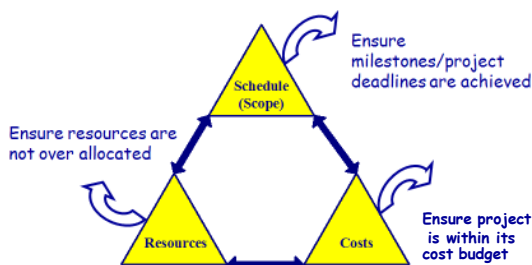 Ensure
milestones/project
deadlines are achieved
Schedule
(Scope)
Ensure resources are
not over allocated
Resources
Costs
Ensure project
is within its
cost budget